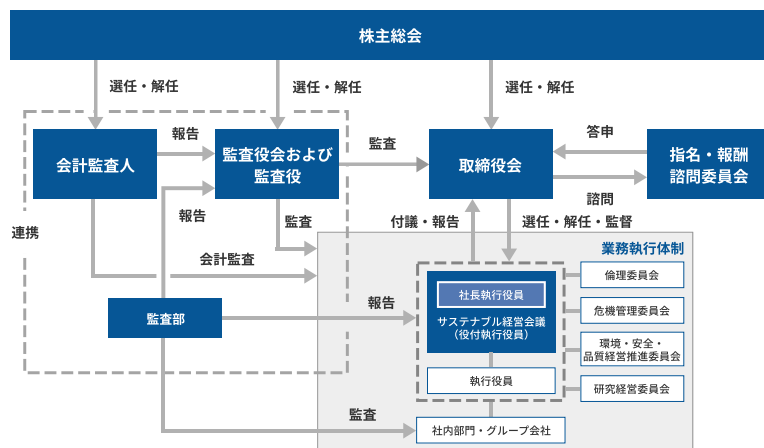 株主総会
選任・解任
選任・解任
選任・解任
会計監査人
報告
監査役会および
監査役
監査
取締役会
答申
諮問
指名・報酬
諮問委員会
連携
報告
監査
会計監査
付議・報告
選任・解任・監督
業務執行体制
監査部
報告
社長執行役員
サステナブル経営会議
（役付執行役員）
執行役員
倫理委員会
危機管理委員会
環境・安全・
品質経営推進委員会
研究経営委員会
監査
社内部門・グループ会社